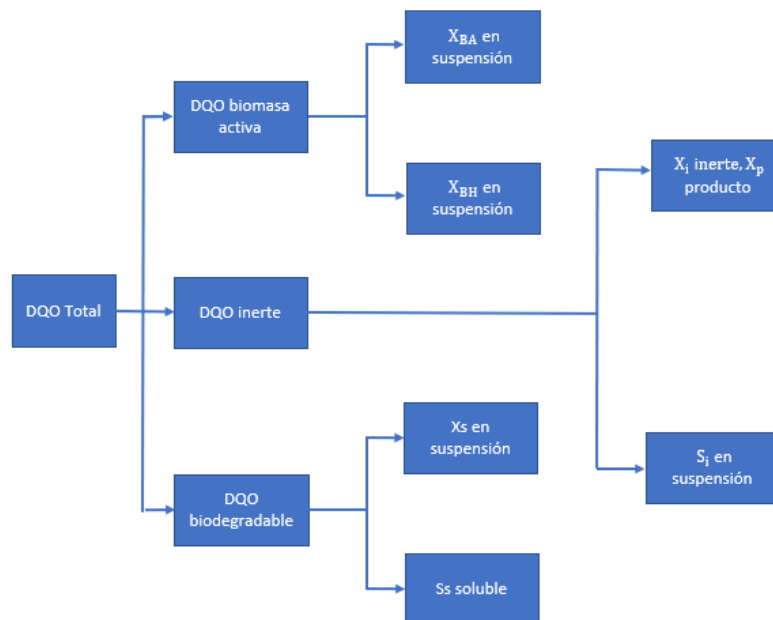 X_BA en
suspensión
DQO biomasa
activa
X_BH en
suspensión
X_i inerte, X_p
producto
DQO Total
DQO inerte
Xs en
suspensión
S_i en
suspensión
DQO
biodegradable
Ss soluble